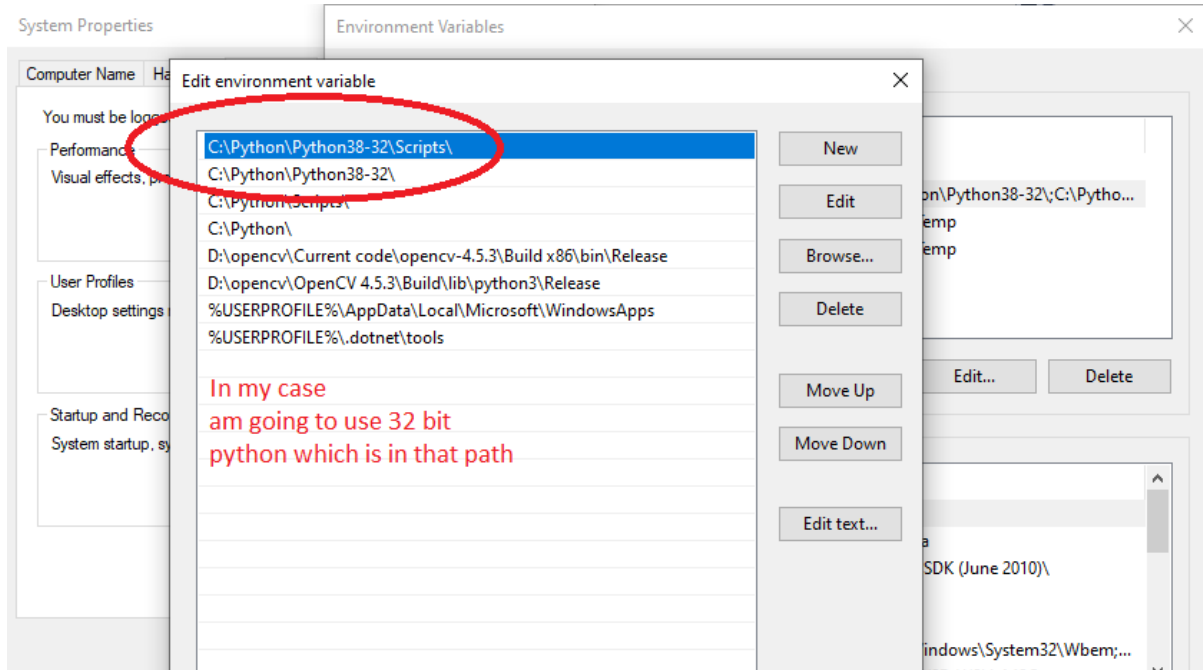 System Properties
Environment Variables
Computer Name
Edit environment variable
You must be
Performance
Visual effects,
User Profiles
Desktop settings
Startup and
System startup,
C:\Python\Python38-32\Scripts\
C:\Python\Python38-32\
C:\Python\Scripts\
C:\Python\
D:\opencv\Current code\opencv-4.5.3\Build x86\bin\Release
D:\opencv\OpenCV 4.5.3\Build\lib\python3\Release
%USERPROFILE%\AppData\Local\Microsoft\WindowsApps
%USERPROFILE%\.dotnet\tools
In my case
am going to use 32 bit
python which is in that path
New
Edit
Browse...
Delete
Move Up
Move Down
Edit text...
on\Python38-32\;C:\Pytho...
emp
emp
Edit...
Delete
a
SDK (June 2010)\
indows\System32\Wbem;...